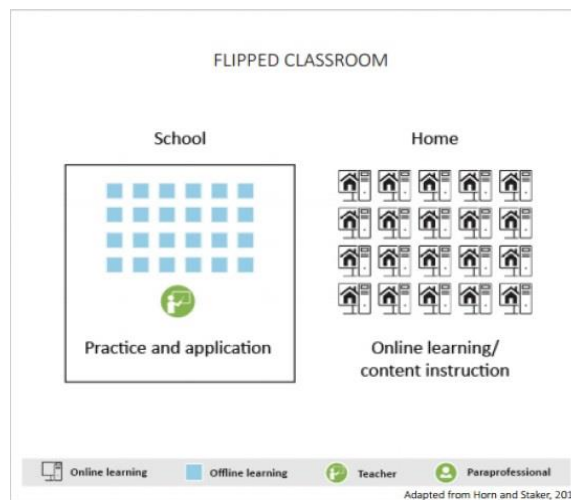 FLIPPED CLASSROOM
School
Home
Practice and application
Online learning/
content instruction
Online learning
Offline learning
Teacher
Paraprofessional
Adapted from Horn and Staker, 201